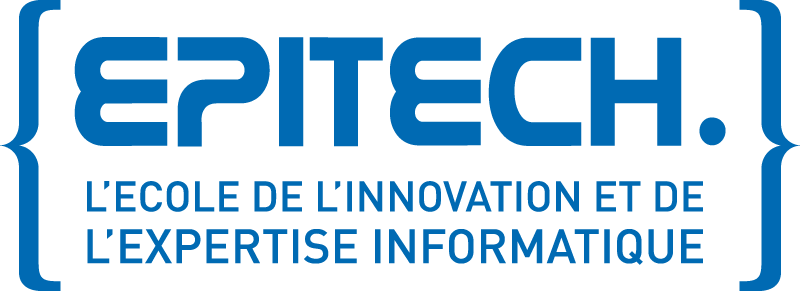 {EPITECH.}
L'ECOLE DE L'INNOVATION ET DE
L'EXPERTISE INFORMATIQUE